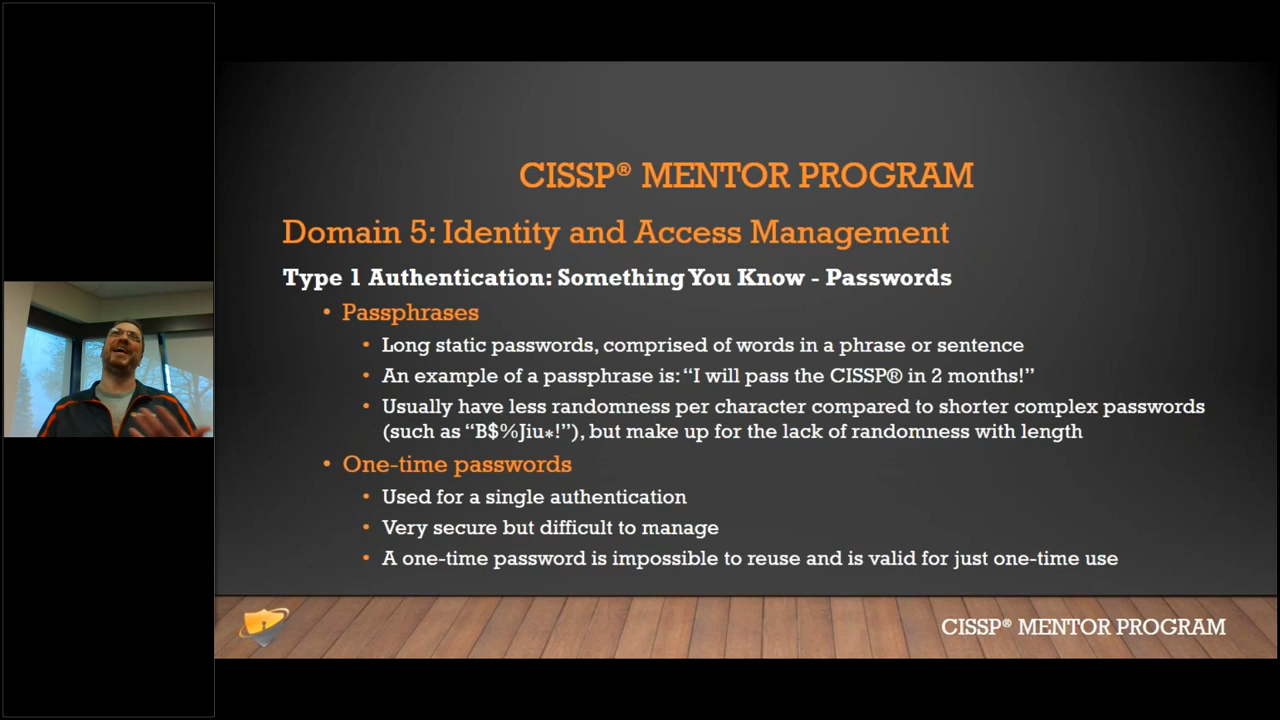 CISSP® MENTOR PROGRAM
Domain 5: Identity and Access Management
Type 1 Authentication: Something You Know - Passwords
• Passphrases
• Long static passwords, comprised of words in a phrase or sentence
• An example of a passphrase is: “I will pass the CISSP® in 2 months!”
• Usually have less randomness per character compared to shorter complex passwords
(such as “B$%Jiu*!”), but make up for the lack of randomness with length
• One-time passwords
• Used for a single authentication
• Very secure but difficult to manage
• A one-time password is impossible to reuse and is valid for just one-time use
CISSP® MENTOR PROGRAM